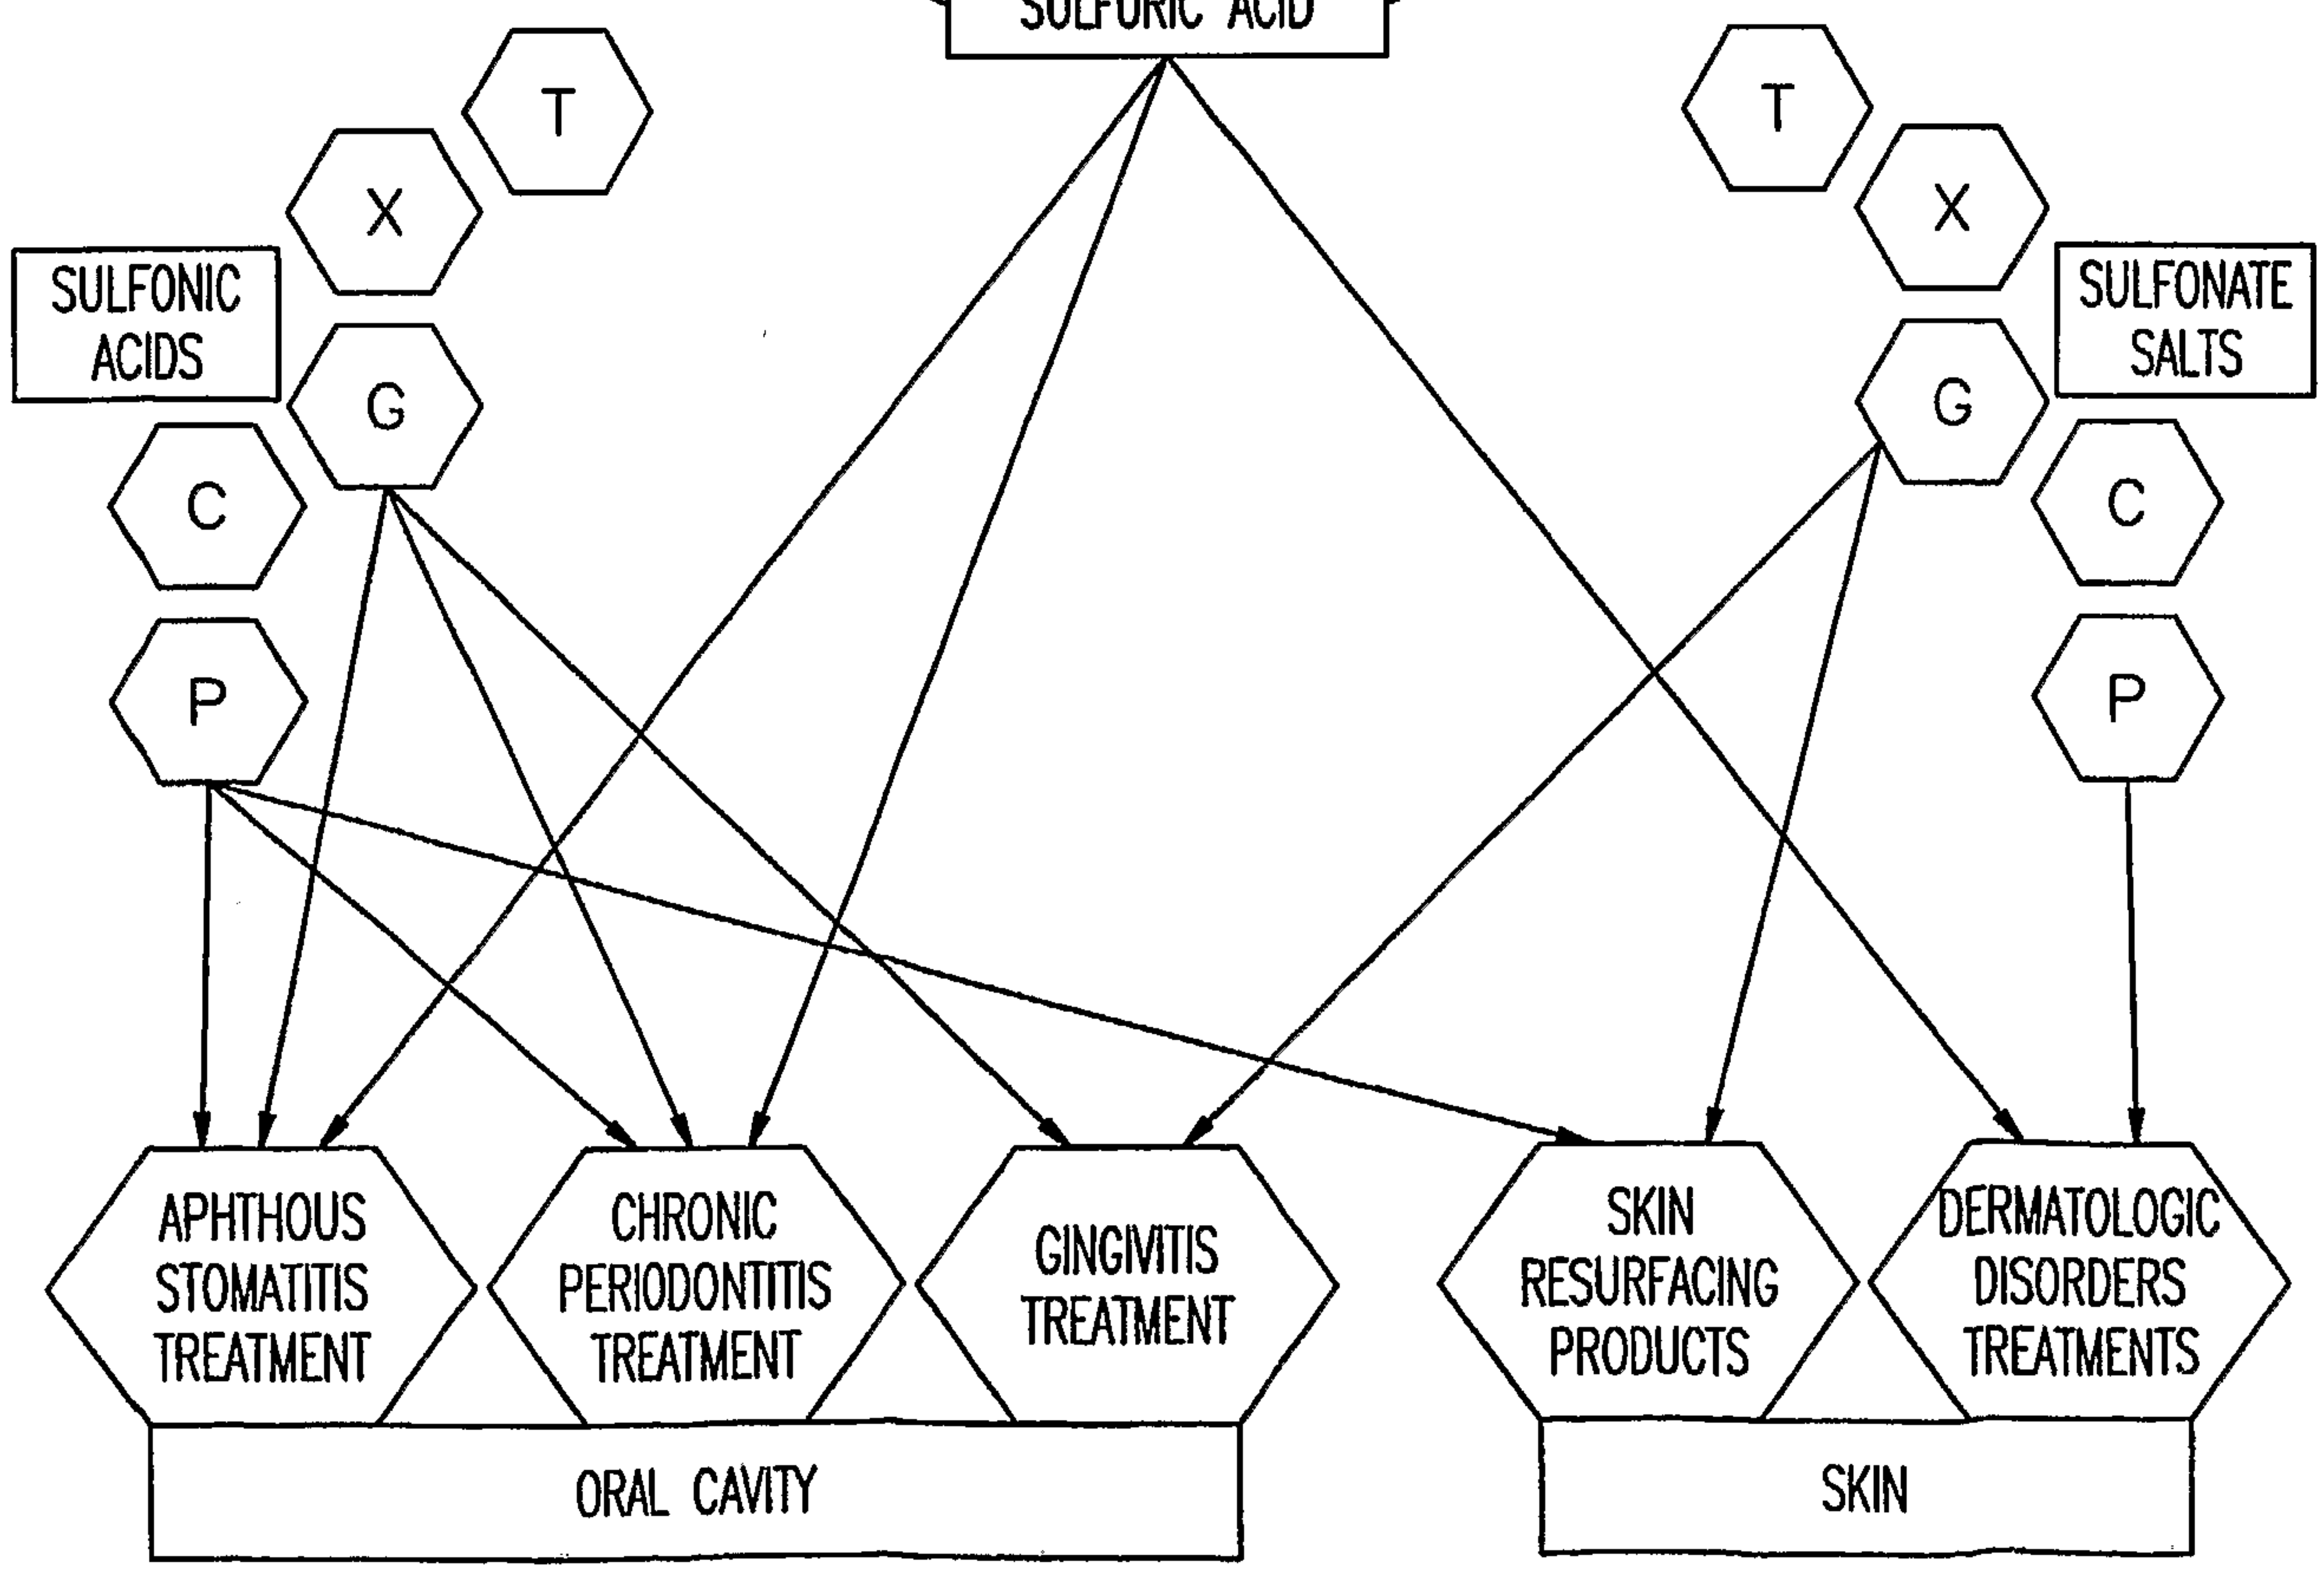 SULFURIC ACID
T
X
SULFONIC
ACIDS
G
C
P
T
X
SULFONATE
SALTS
G
C
P
APHTHOUS
STOMATITIS
TREATMENT
CHRONIC
PERIODONTITIS
TREATMENT
GINGIVITIS
TREATMENT
SKIN
RESURFACING
PRODUCTS
DERMATOLOGIC
DISORDERS
TREATMENTS
ORAL CAVITY
SKIN